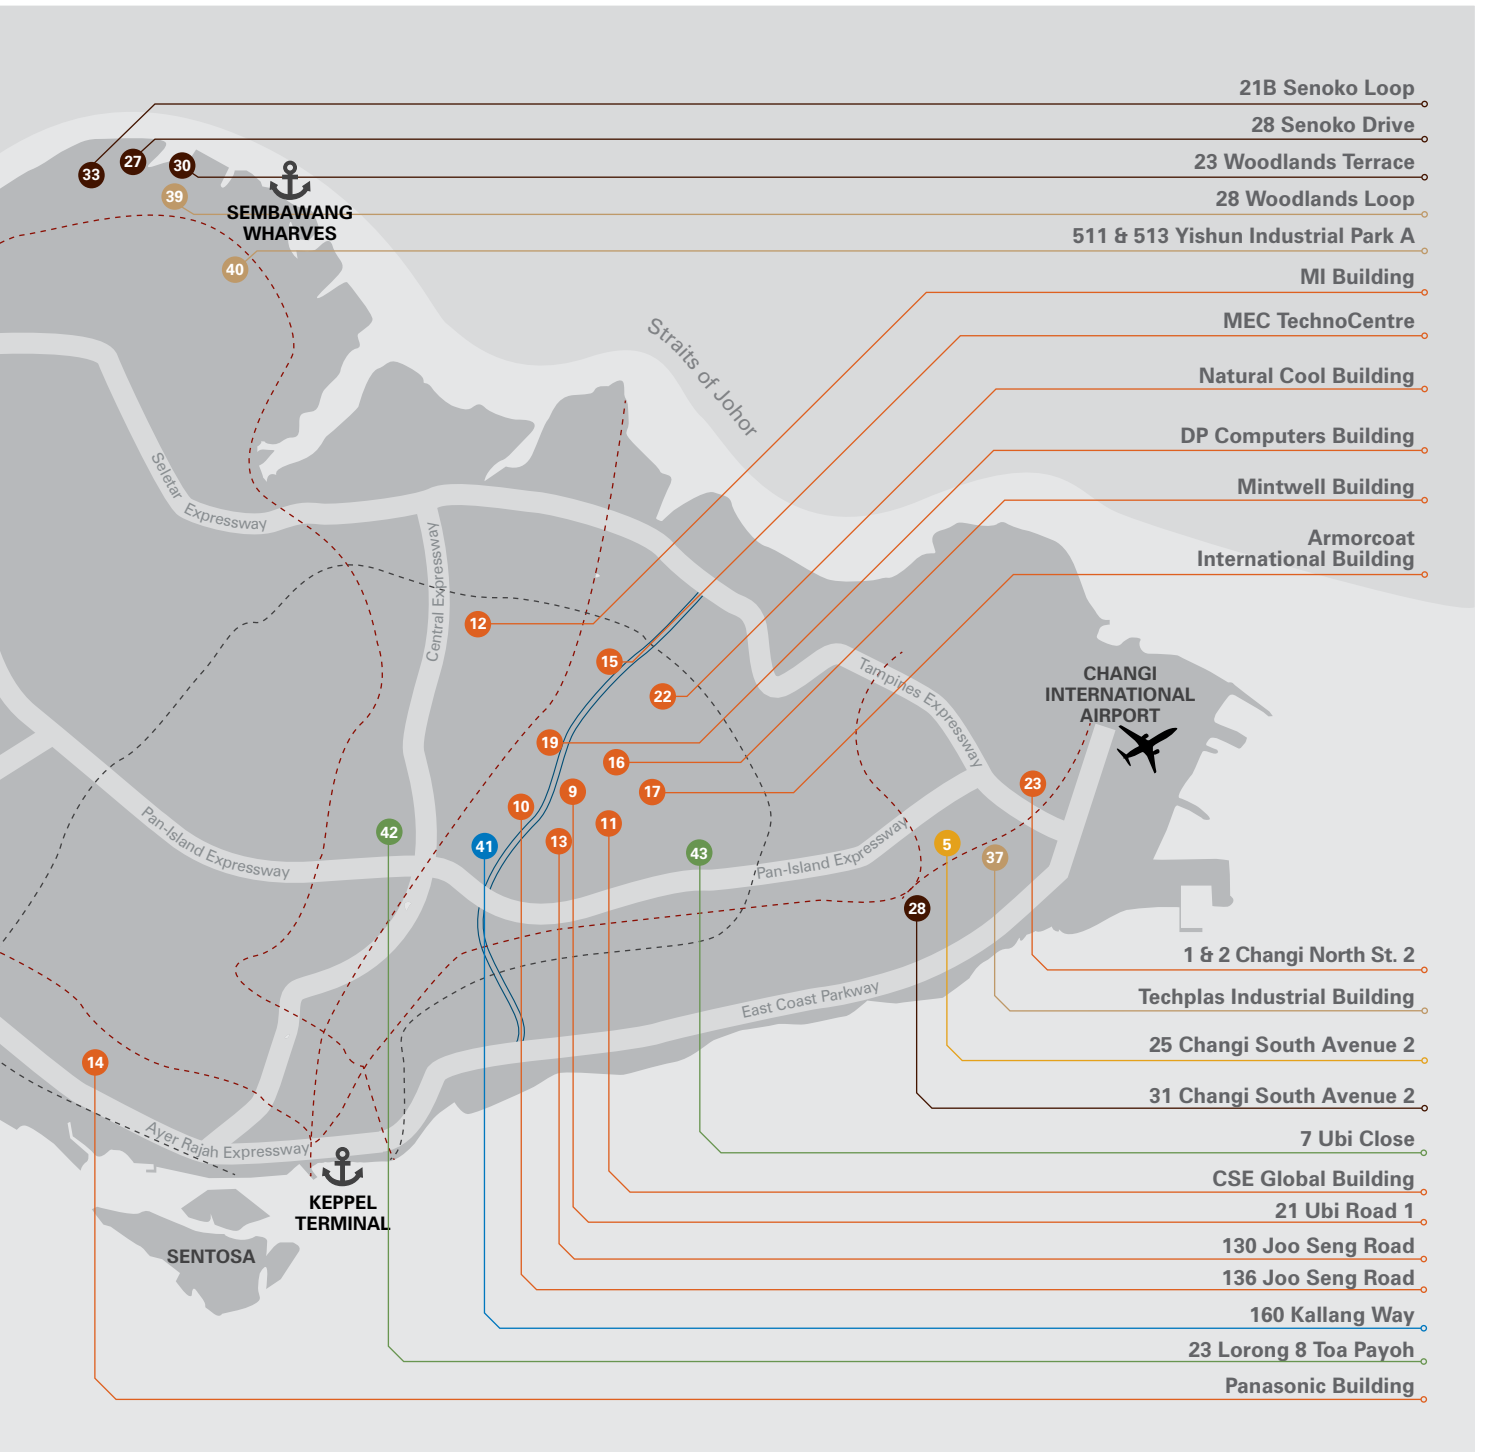 21B Senoko Loop
28 Senoko Drive
23 Woodlands Terrace
28 Woodlands Loop
511 & 513 Yishun Industrial Park A
MI Building
MEC TechnoCentre
Natural Cool Building
DP Computers Building
Mintwell Building
Armorcoat
International Building
33
27
30
39
40
SEMBAWANG
WHARVES
Straits of Johor
Seletar Expressway
Central Expressway
12
15
22
19
16
17
9
10
11
13
41
42
43
Tampines Expressway
CHANGI
INTERNATIONAL
AIRPORT
23
5
37
28
Pan-Island Expressway
Pan-Island Expressway
East Coast Parkway
14
Ayer Rajah Expressway
KEPPEL
TERMINAL
SENTOSA
1 & 2 Changi North St. 2
Techplas Industrial Building
25 Changi South Avenue 2
31 Changi South Avenue 2
7 Ubi Close
CSE Global Building
21 Ubi Road 1
130 Joo Seng Road
136 Joo Seng Road
160 Kallang Way
23 Lorong 8 Toa Payoh
Panasonic Building